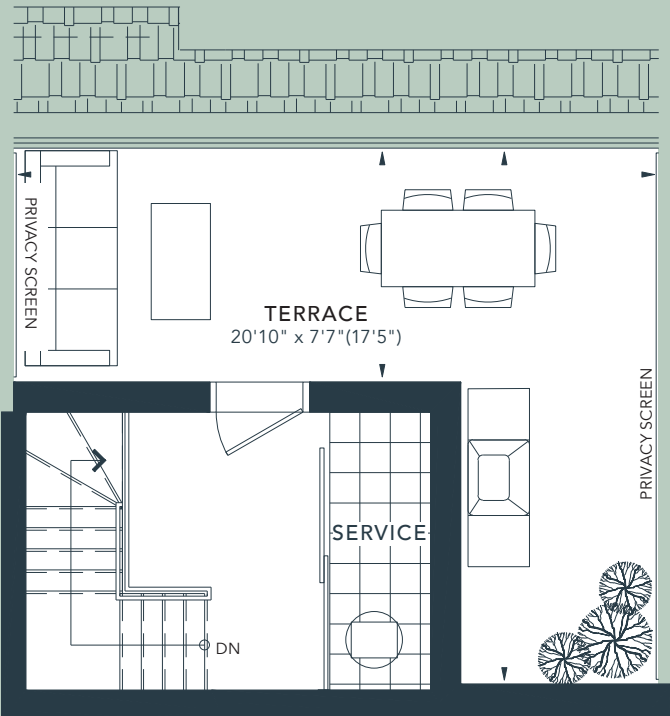 PRIVACY SCREEN
TERRACE
20'10" x 7'7"(17'5")
PRIVACY SCREEN
SERVICE
DN